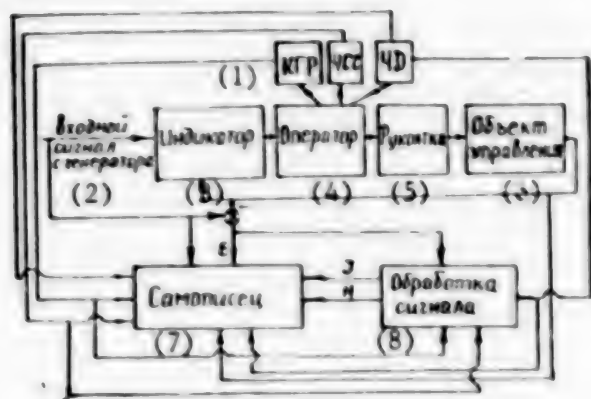 (1)
КГР ЧСС ЧД
Входной
сигнал
с генератора
(2)
Индикатор
(3)
Оператор
(4)
Рукоятка
(5)
Объект
управления
ε
Самописец
(7)
Обработка
сигнала
(8)